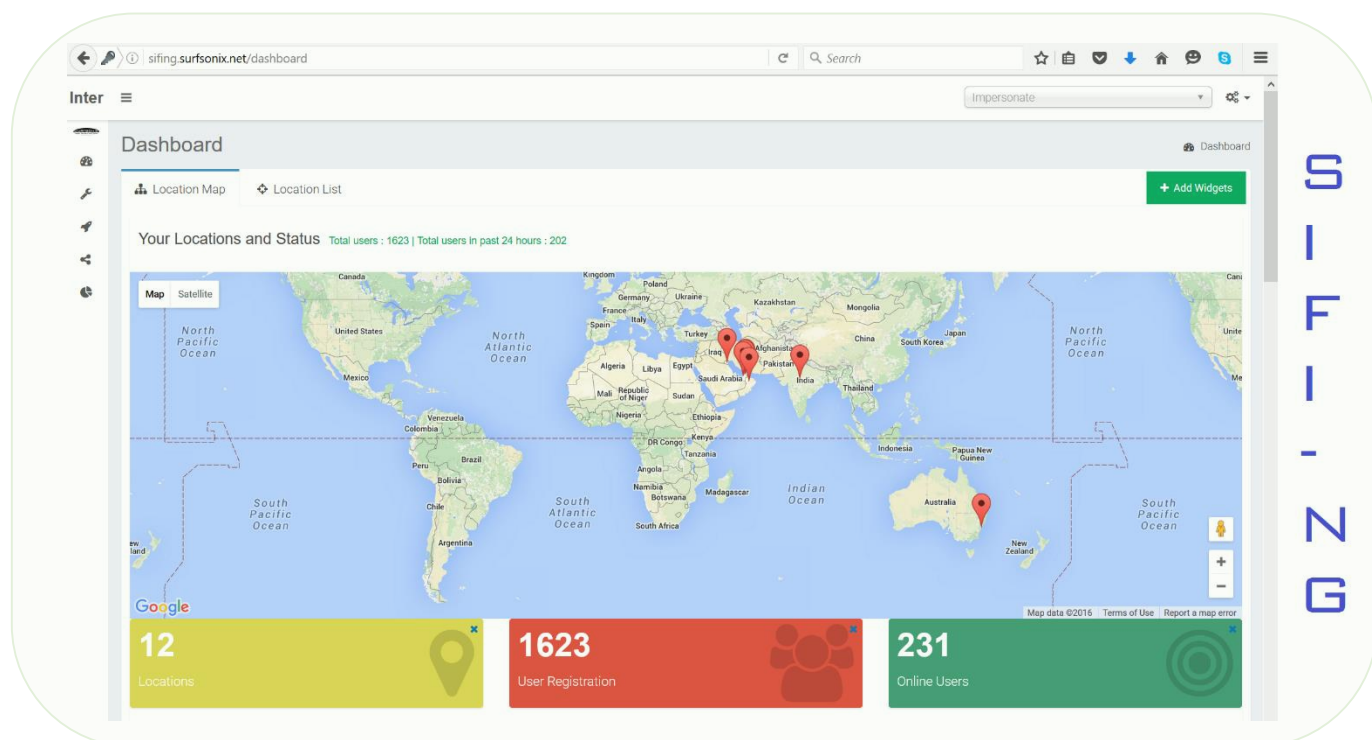 sifing.surfsonix.net/dashboard
Search
Inter
Impersonate
Dashboard
Dashboard
Location Map
Location List
+ Add Widgets
Your Locations and Status Total users : 1623 | Total users in past 24 hours : 202
Map Satellite
Canada
United States
Mexico
North
Pacific
Ocean
North
Atlantic
Ocean
Venezuela
Colombia
Peru
Brazil
Bolivia
Chile
Argentina
South
Pacific
Ocean
South
Atlantic
Ocean
Kingdom
Poland
Germany
Ukraine
France
Italy
Spain
Turkey
Kazakhstan
Mongolia
China
Japan
South Korea
Iraq
Afghanista
Pakistan
India
Thailand
Algeria
Libya
Egypt
Saudi Arabia
Mali
Republic
of Niger
Sudan
Nigeria
Ethiopia
DR Congo
Kenya
Tanzania
Angola
Namibia
Botswana
Madagascar
South Africa
Indian
Ocean
Indonesia
Papua New
Guinea
Australia
New
Zealand
North
Pacific
Ocean
South
Pacific
Ocean
Can
Unite
Me
ew
land
Google
Map data ©2016 Terms of Use Report a map error
12
Locations
1623
User Registration
231
Online Users
S
I
F
I
-
N
G